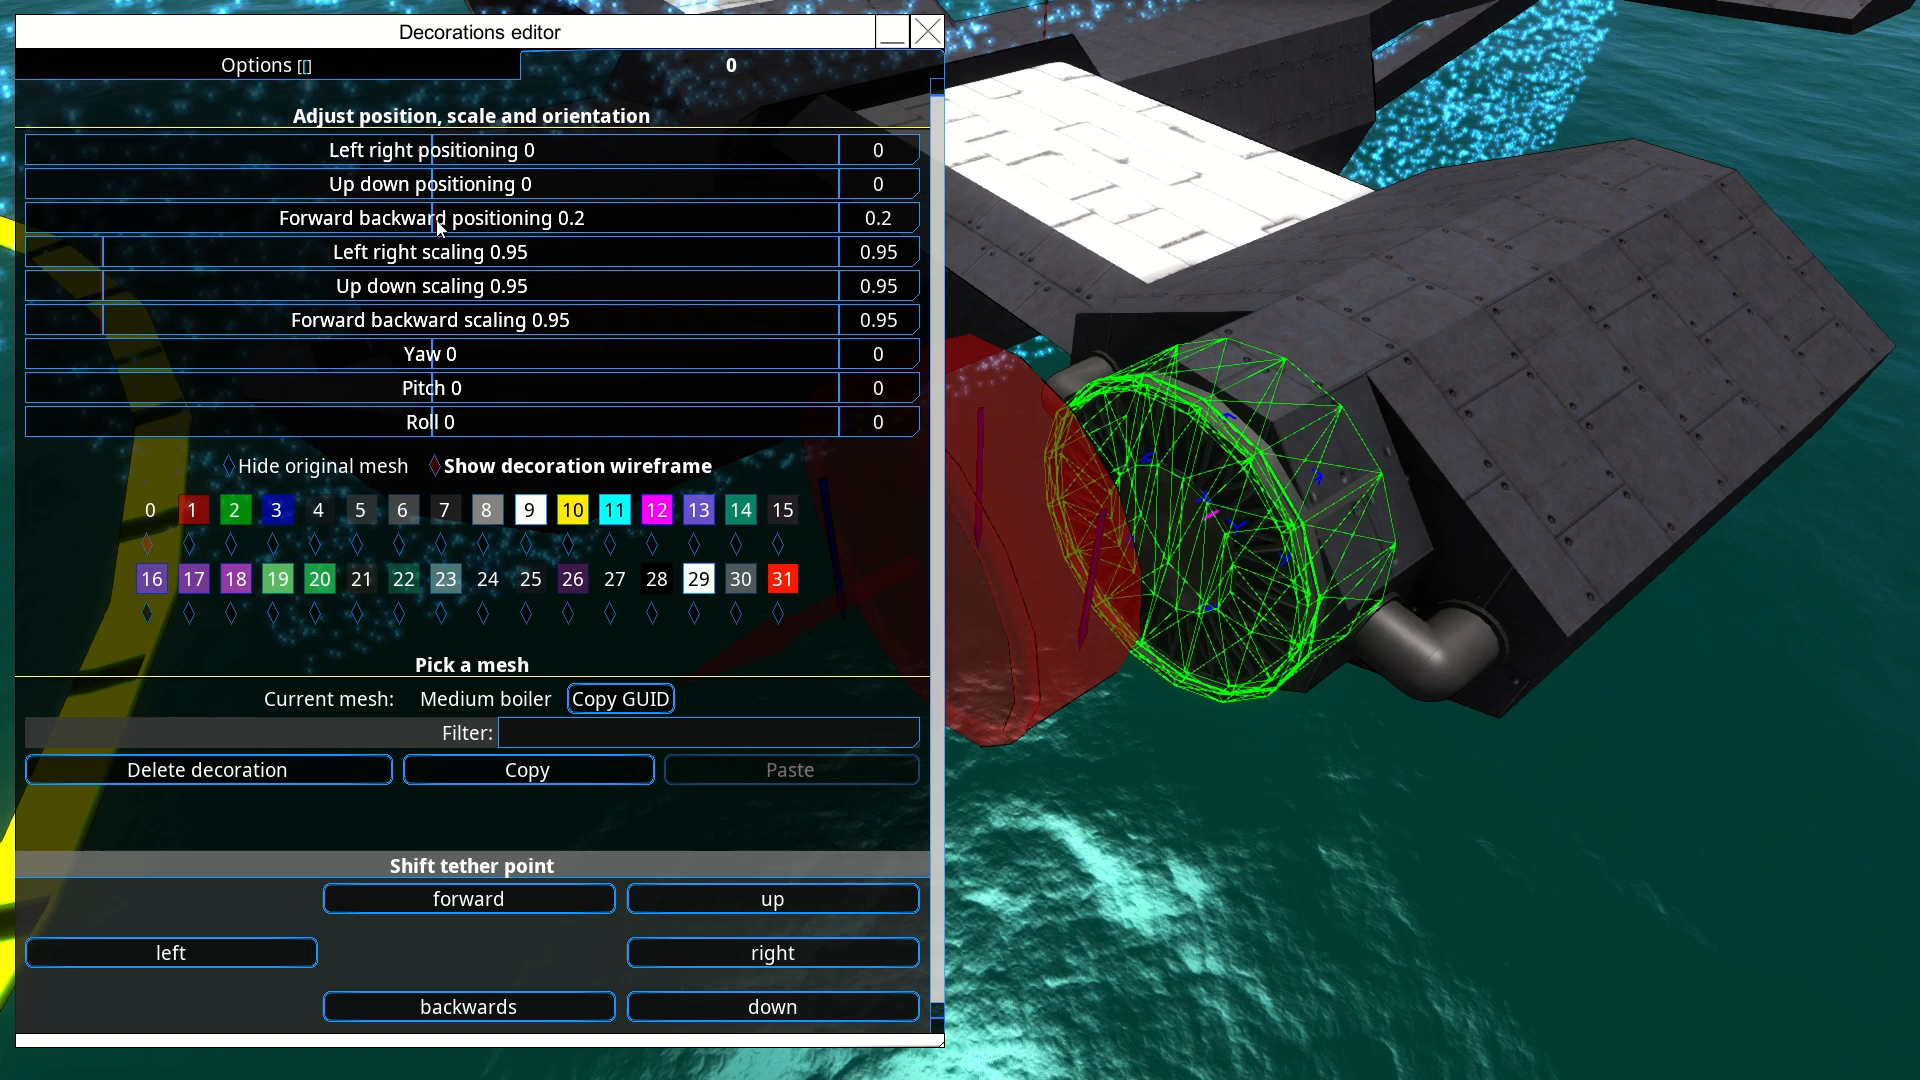 Decorations editor
Options [[]
0
Adjust position, scale and orientation
Left right positioning 0
0
Up down positioning 0
0
Forward backward positioning 0.2
0.2
Left right scaling 0.95
0.95
Up down scaling 0.95
0.95
Forward backward scaling 0.95
0.95
Yaw 0
0
Pitch 0
0
Roll 0
0
Hide original mesh
Show decoration wireframe
0 1 2 3 4 5 6 7 8 9 10 11 12 13 14 15
16 17 18 19 20 21 22 23 24 25 26 27 28 29 30 31
Pick a mesh
Current mesh: Medium boiler Copy GUID
Filter:
Delete decoration Copy Paste
Shift tether point
forward up
left right
backwards down